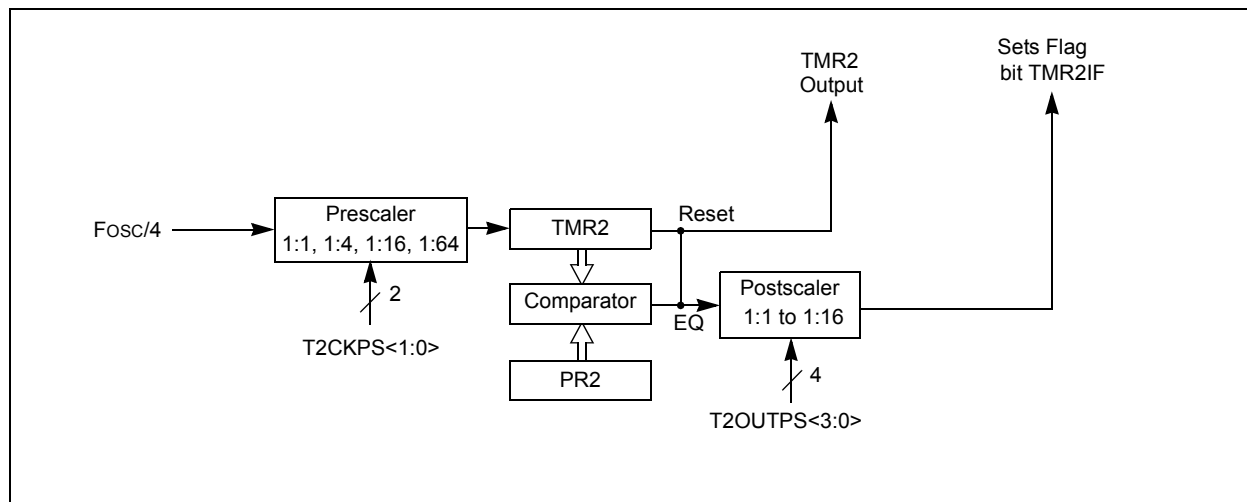 TMR2
Output
Sets Flag
bit TMR2IF
FOSC/4
Prescaler
1:1, 1:4, 1:16, 1:64
2
T2CKPS<1:0>
TMR2
Reset
Comparator
EQ
PR2
Postscaler
1:1 to 1:16
4
T2OUTPS<3:0>